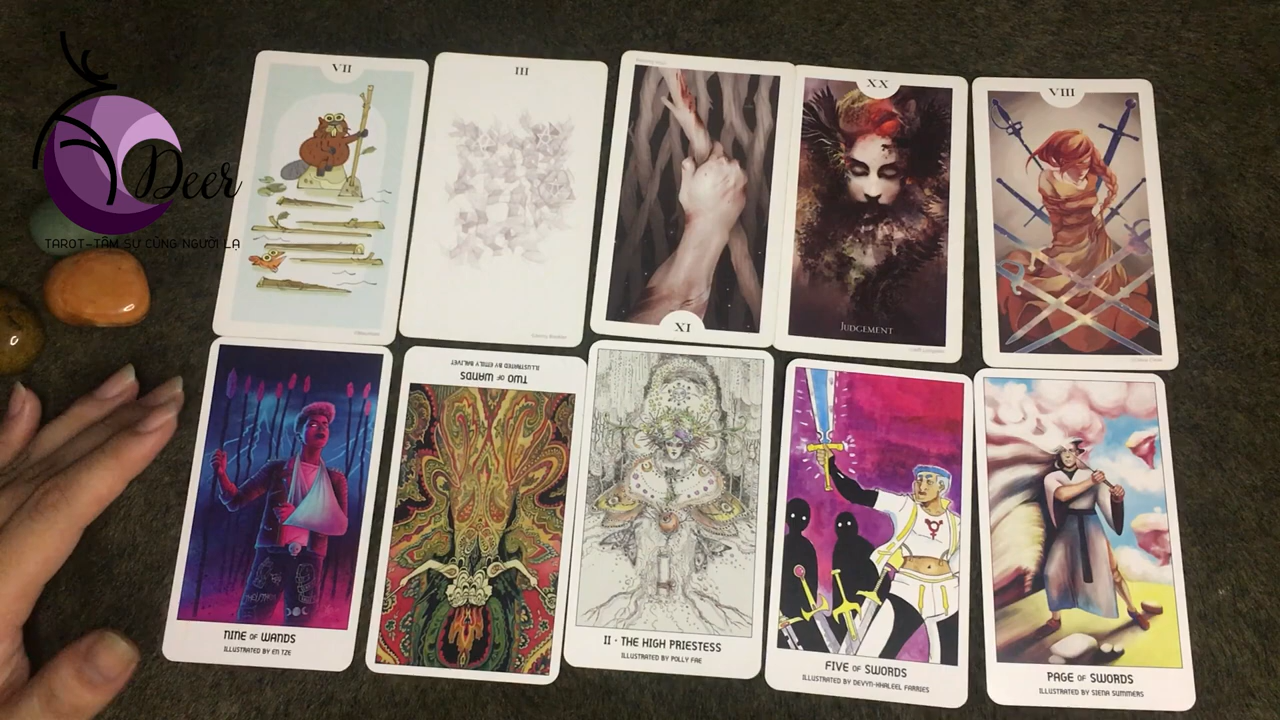 Deer
TAROT-TÂM SỰ CÙNG NGƯỜI LẠ
VII
III
XI
XX
JUDGEMENT
VIII
NINE OF WANDS
ILLUSTRATED BY EN TZE
TWO OF WANDS
ILLUSTRATED BY EMILY BALIVET
II · THE HIGH PRIESTESS
ILLUSTRATED BY POLLY FAE
FIVE OF SWORDS
ILLUSTRATED BY DEVYN-KHALEEL FARRIES
PAGE OF SWORDS
ILLUSTRATED BY SIENA SUMMERS